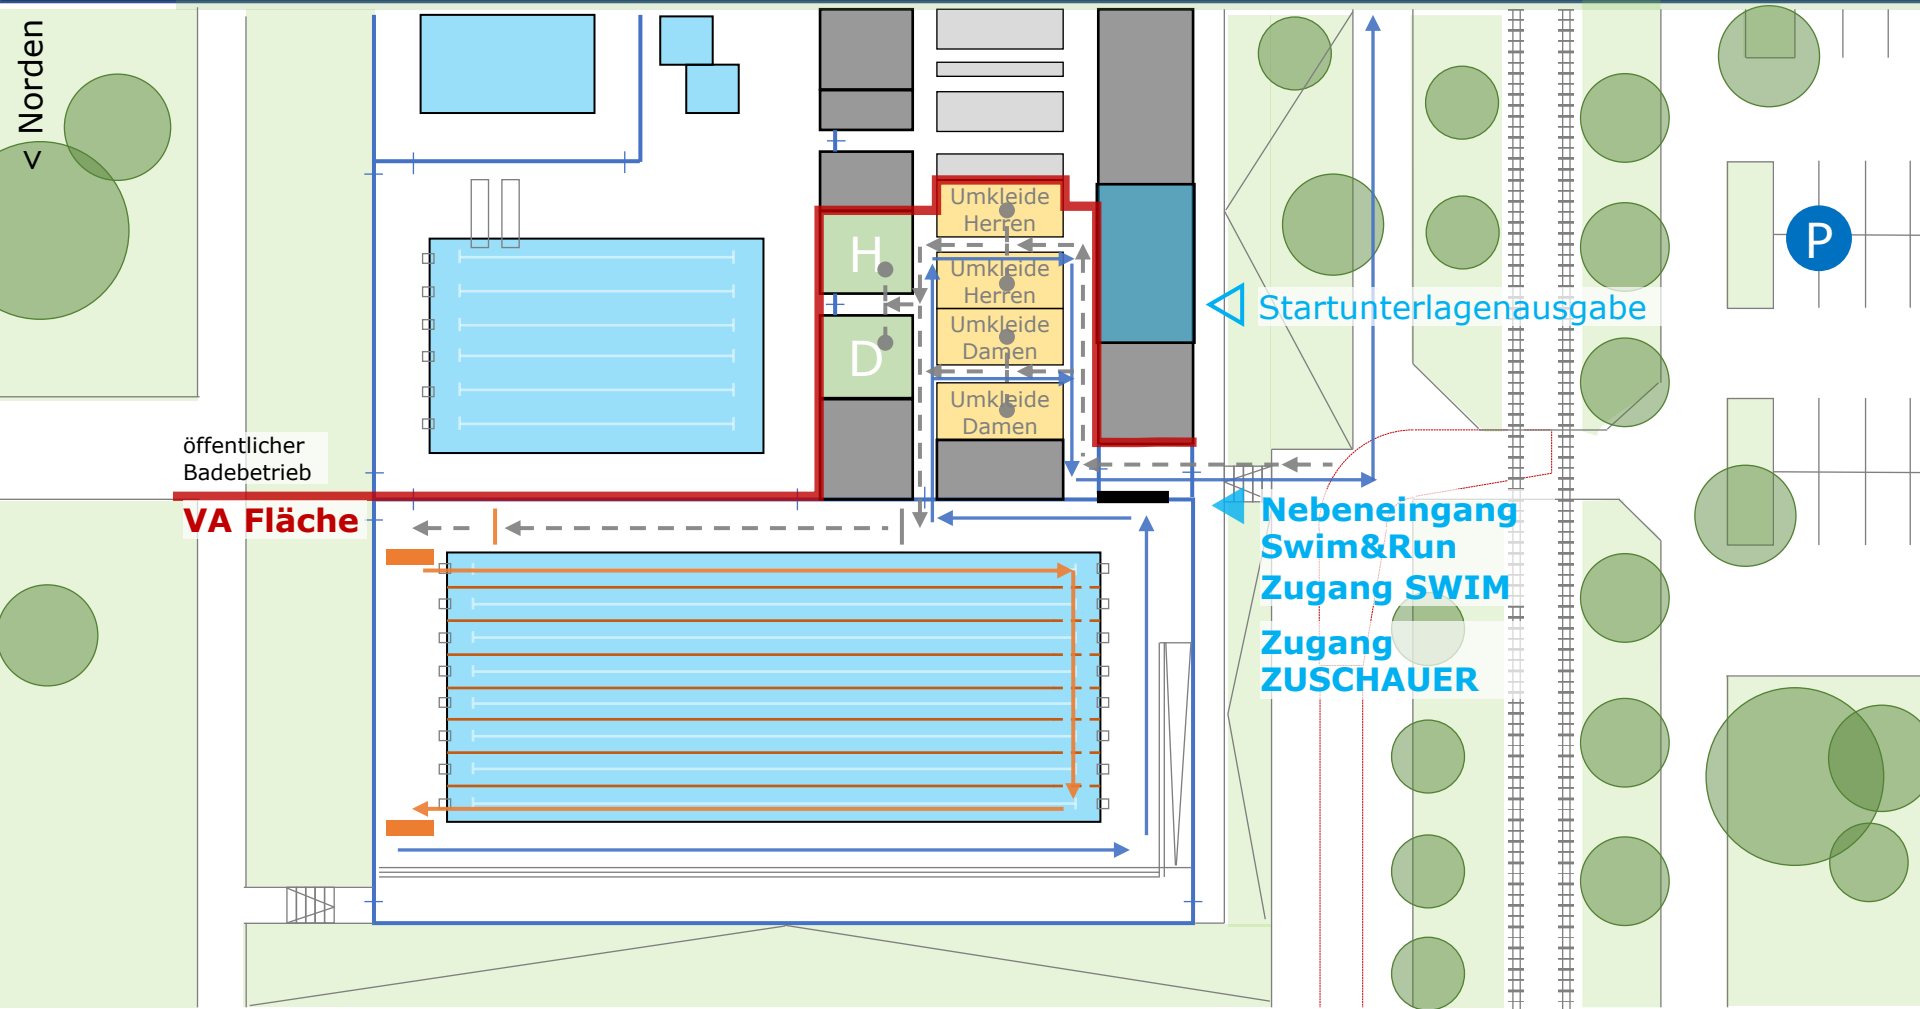 < Norden
Umkleide
Herren
H
Umkleide
Herren
P
Startunterlagenausgabe
Umkleide
Damen
D
Umkleide
Damen
öffentlicher
Badebetrieb
VA Fläche
Nebeneingang
Swim&Run
Zugang SWIM
Zugang
ZUSCHAUER